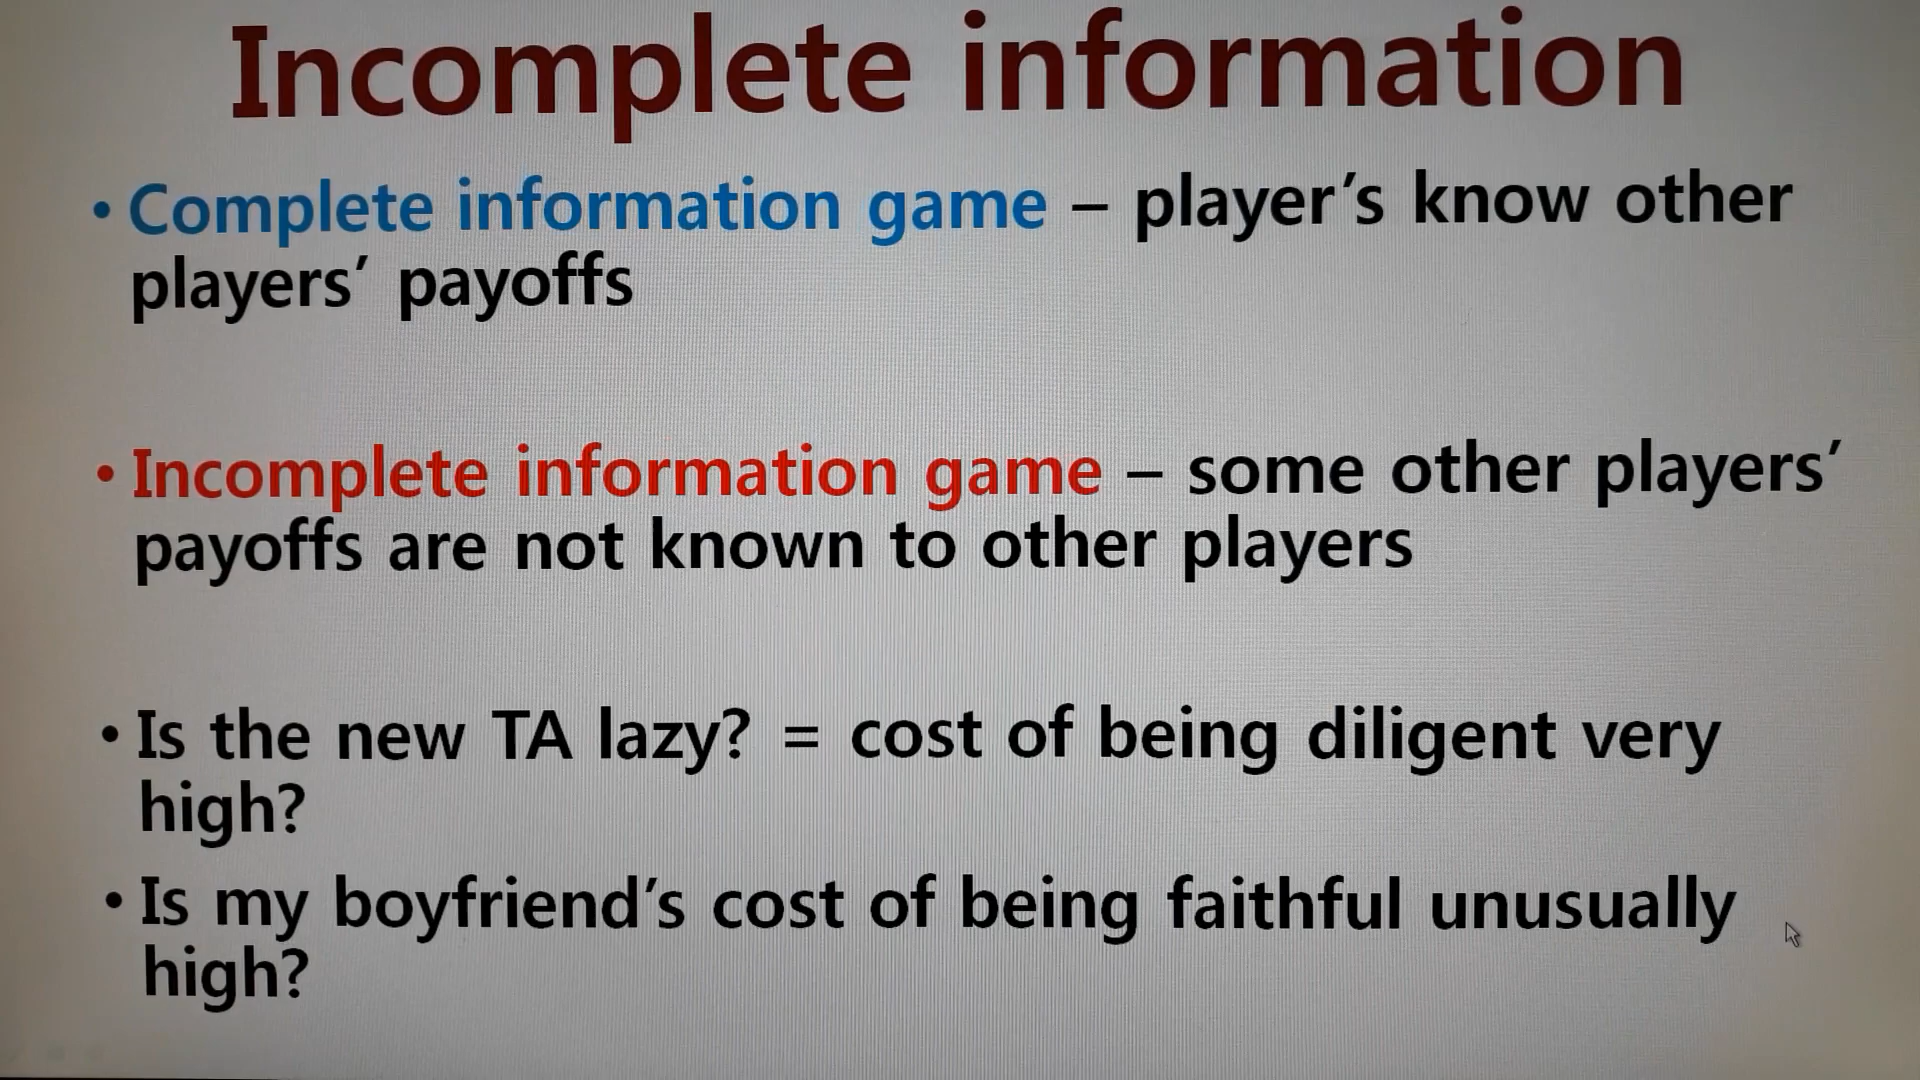 Incomplete information
• Complete information game – player’s know other
players’ payoffs
• Incomplete information game – some other players’
payoffs are not known to other players
• Is the new TA lazy? = cost of being diligent very
high?
• Is my boyfriend’s cost of being faithful unusually
high?